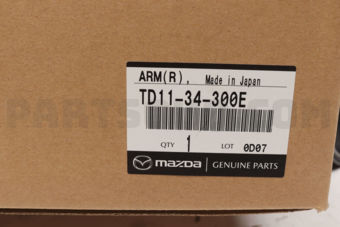 ARM(R), Made in Japan
TD11-34-300E
QTY 1 LOT 0D07
mazda GENUINE PARTS